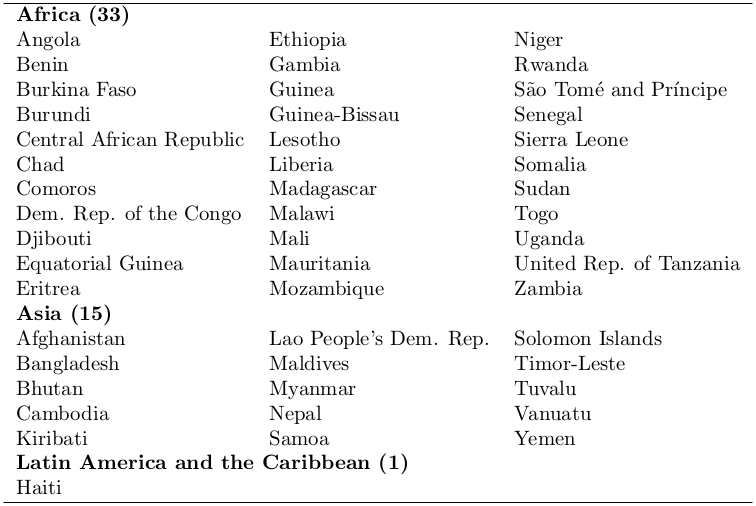 Africa (33)
Angola Ethiopia Niger
Benin Gambia Rwanda
Burkina Faso Guinea São Tomé and Príncipe
Burundi Guinea-Bissau Senegal
Central African Republic Lesotho Sierra Leone
Chad Liberia Somalia
Comoros Madagascar Sudan
Dem. Rep. of the Congo Malawi Togo
Djibouti Mali Uganda
Equatorial Guinea Mauritania United Rep. of Tanzania
Eritrea Mozambique Zambia
Asia (15)
Afghanistan Lao People's Dem. Rep. Solomon Islands
Bangladesh Maldives Timor-Leste
Bhutan Myanmar Tuvalu
Cambodia Nepal Vanuatu
Kiribati Samoa Yemen
Latin America and the Caribbean (1)
Haiti